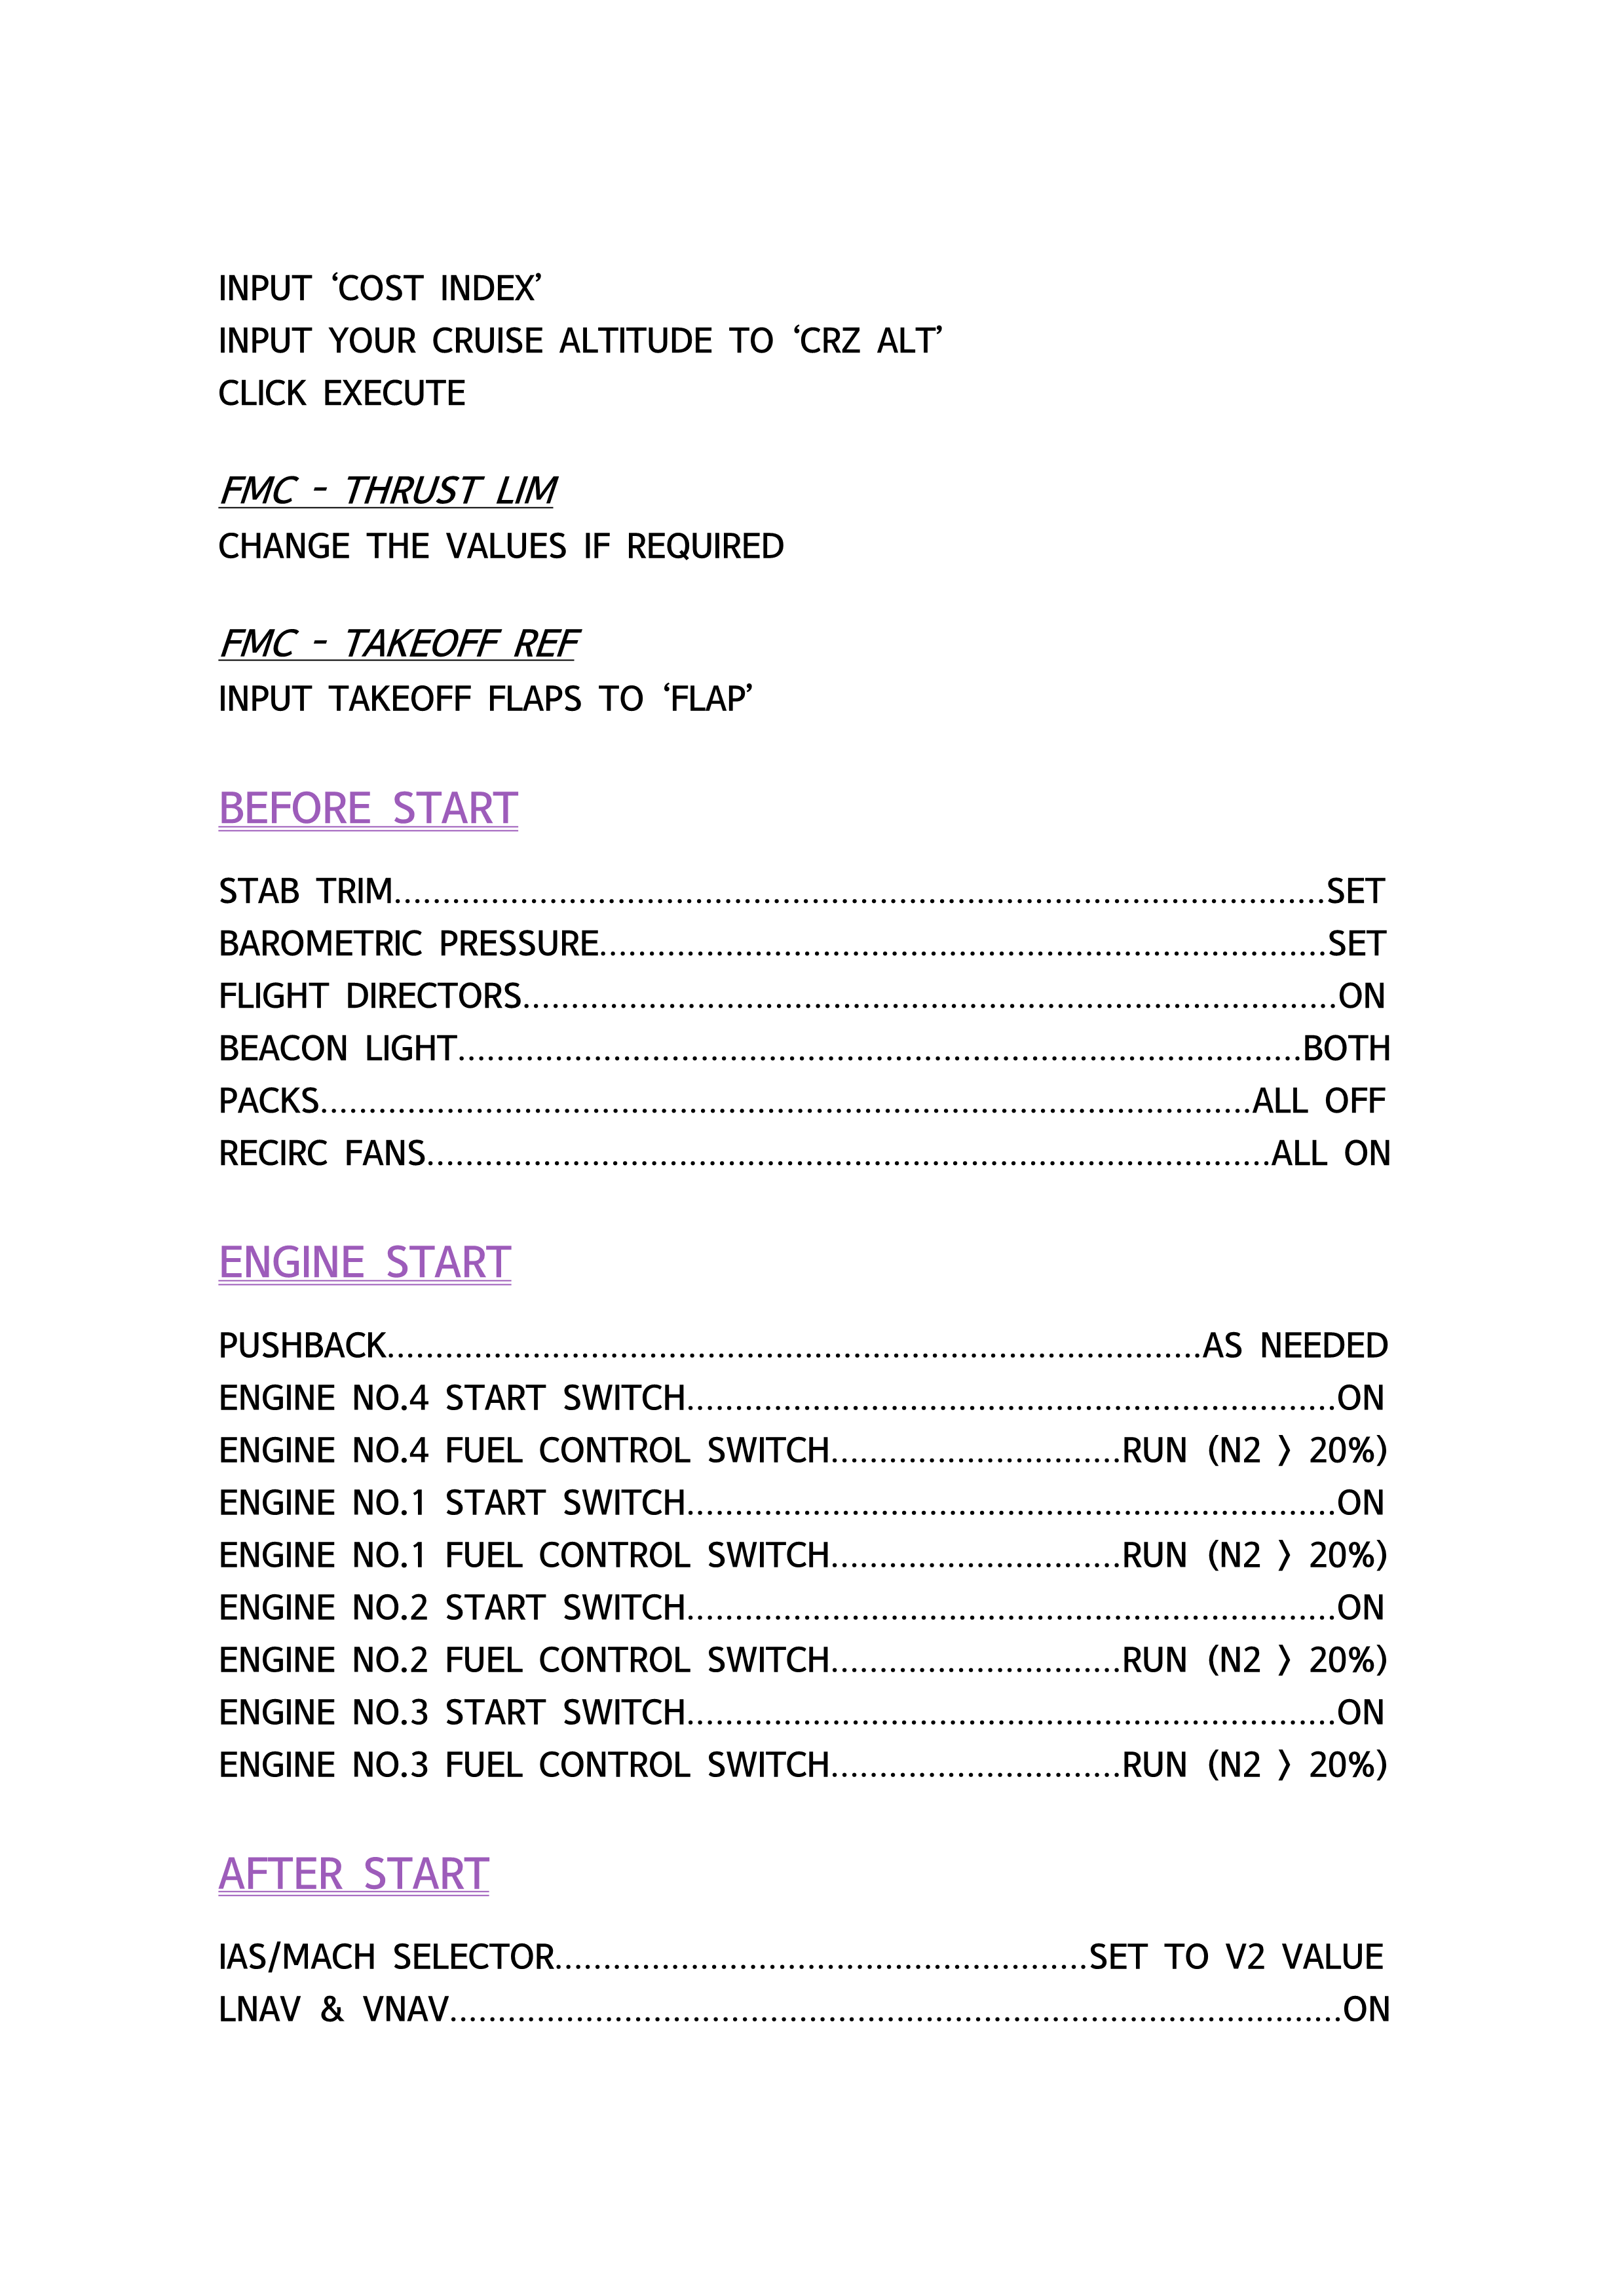 INPUT ‘COST INDEX’
INPUT YOUR CRUISE ALTITUDE TO ‘CRZ ALT’
CLICK EXECUTE
FMC - THRUST LIM
CHANGE THE VALUES IF REQUIRED
FMC - TAKEOFF REF
INPUT TAKEOFF FLAPS TO ‘FLAP’
BEFORE START
STAB TRIM................................................................................................SET
BAROMETRIC PRESSURE...........................................................................SET
FLIGHT DIRECTORS....................................................................................ON
BEACON LIGHT.......................................................................................BOTH
PACKS................................................................................................ALL OFF
RECIRC FANS.......................................................................................ALL ON
ENGINE START
PUSHBACK....................................................................................AS NEEDED
ENGINE NO.4 START SWITCH...................................................................ON
ENGINE NO.4 FUEL CONTROL SWITCH..............................RUN (N2 > 20%)
ENGINE NO.1 START SWITCH...................................................................ON
ENGINE NO.1 FUEL CONTROL SWITCH..............................RUN (N2 > 20%)
ENGINE NO.2 START SWITCH...................................................................ON
ENGINE NO.2 FUEL CONTROL SWITCH..............................RUN (N2 > 20%)
ENGINE NO.3 START SWITCH...................................................................ON
ENGINE NO.3 FUEL CONTROL SWITCH..............................RUN (N2 > 20%)
AFTER START
IAS/MACH SELECTOR.......................................................SET TO V2 VALUE
LNAV & VNAV............................................................................................ON